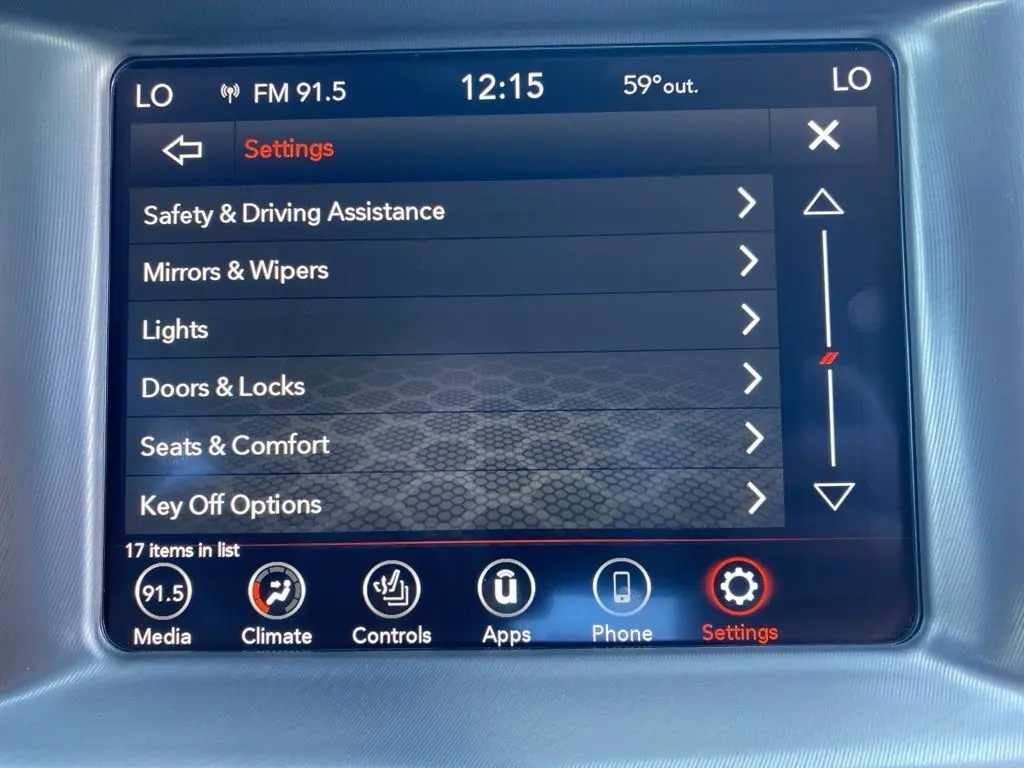 LO FM 91.5 12:15 59°out. LO
Settings
Safety & Driving Assistance
Mirrors & Wipers
Lights
Doors & Locks
Seats & Comfort
Key Off Options
17 items in list
91.5 u
Media Climate Controls Apps Phone Settings